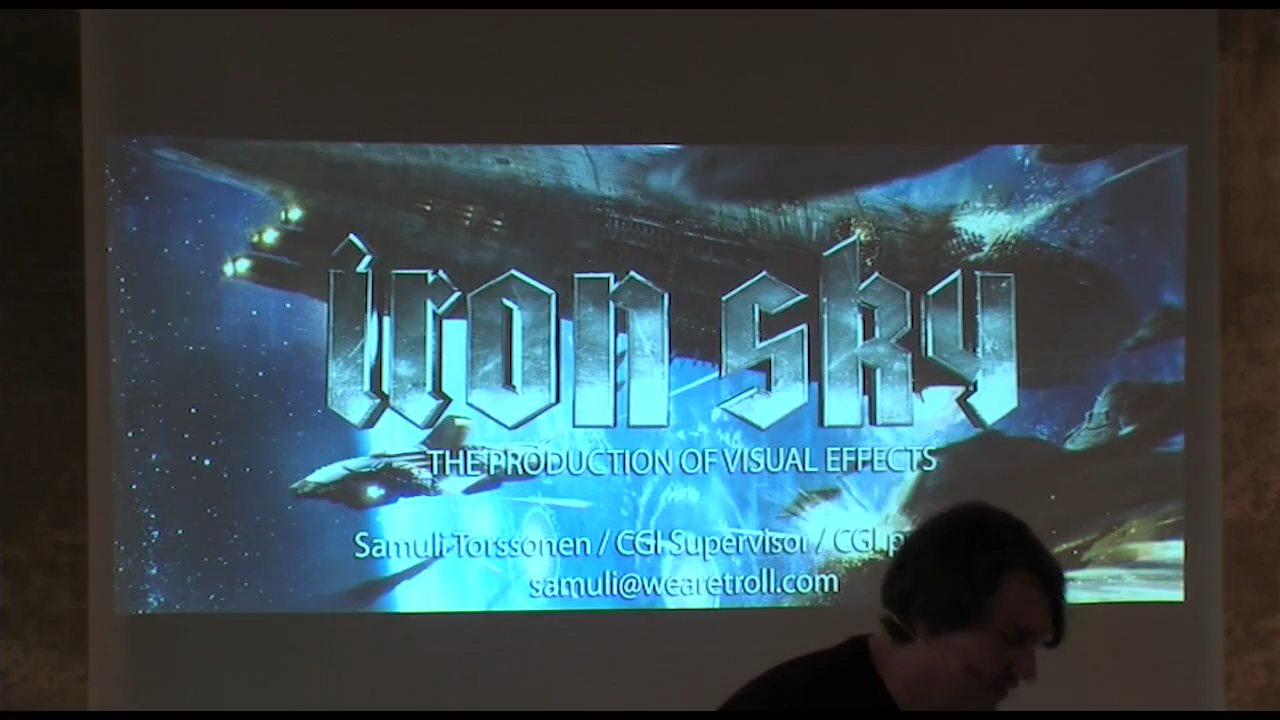 iron sky
THE PRODUCTION OF VISUAL EFFECTS
Samuli Torssonen / CGI Supervisor / CGI
samuli@wearetroll.com